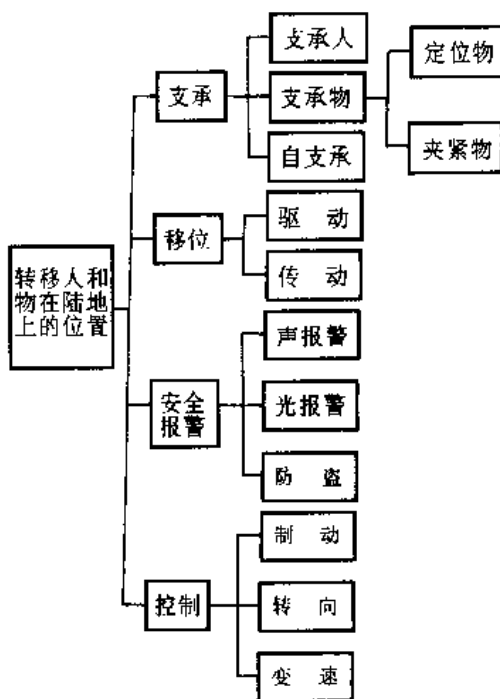 转移人和
物在陆地
上的位置
支承
支承人
支承物
定位物
夹紧物
自支承
移位
驱 动
传 动
安全
报警
声报警
光报警
防 盗
控制
制 动
转 向
变 速